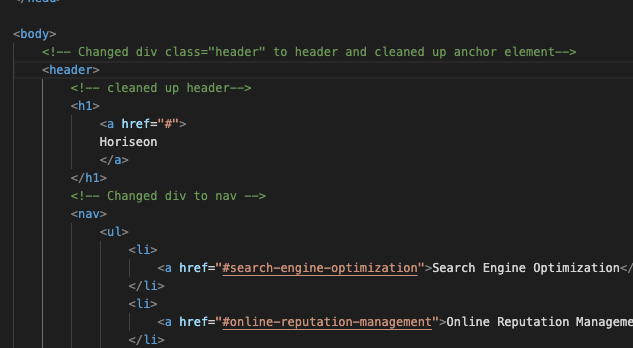 <body>
<!-- Changed div class="header" to header and cleaned up anchor element-->
<header>
<!-- cleaned up header-->
<h1>
<a href="#">
Horiseon
</a>
</h1>
<!-- Changed div to nav -->
<nav>
<ul>
<li>
<a href="#search-engine-optimization">Search Engine Optimization</
</li>
<li>
<a href="#online-reputation-management">Online Reputation Manageme
</li>